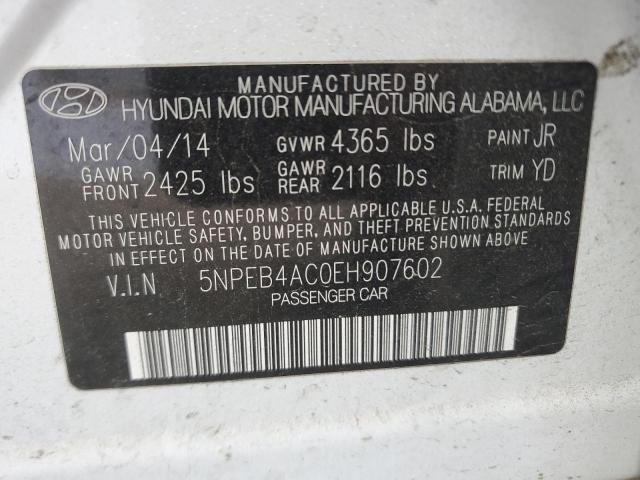 MANUFACTURED BY
HYUNDAI MOTOR MANUFACTURING ALABAMA, LLC
Mar/04/14 GVWR 4365 lbs PAINT JR
GAWR FRONT 2425 lbs GAWR REAR 2116 lbs TRIM YD
THIS VEHICLE CONFORMS TO ALL APPLICABLE U.S.A. FEDERAL
MOTOR VEHICLE SAFETY, BUMPER, AND THEFT PREVENTION STANDARDS
IN EFFECT ON THE DATE OF MANUFACTURE SHOWN ABOVE.
V.I.N 5NPEB4AC0EH907602
PASSENGER CAR